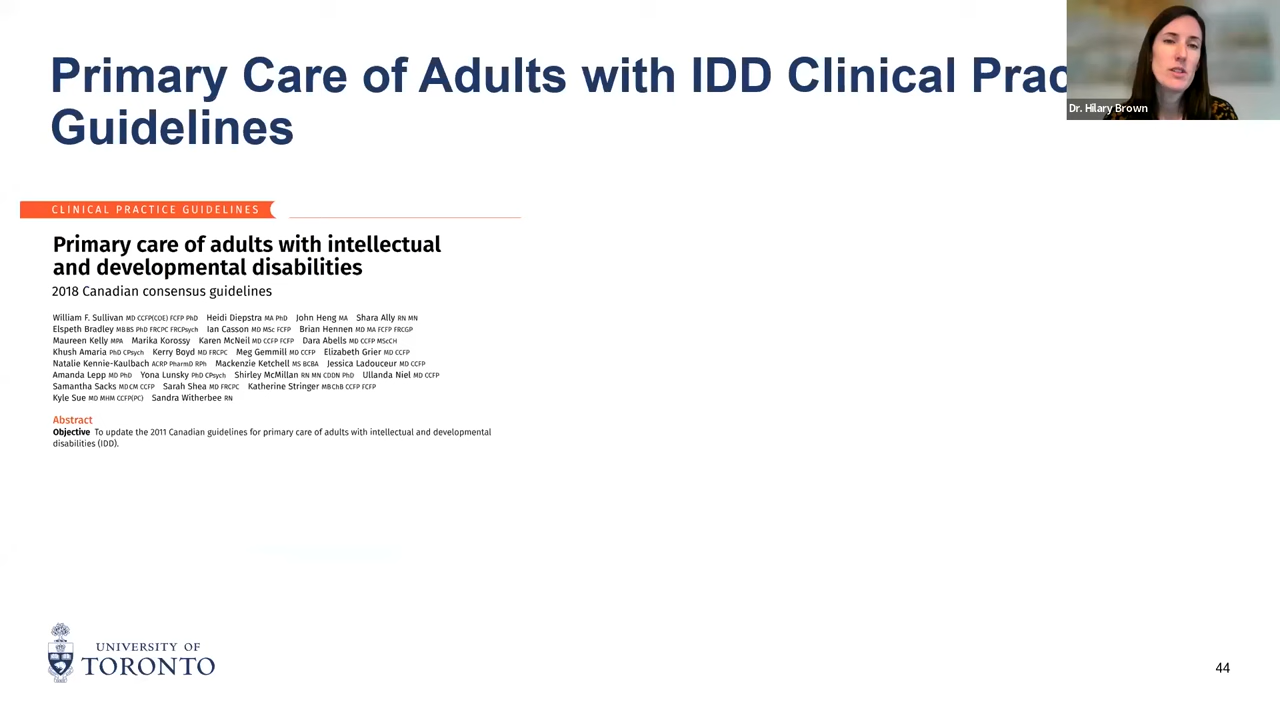 Primary Care of Adults with IDD Clinical Prac
Guidelines
Dr. Hilary Brown
CLINICAL PRACTICE GUIDELINES
Primary care of adults with intellectual
and developmental disabilities
2018 Canadian consensus guidelines
William F. Sullivan MD CCFP(COE) FCFP PhD Heidi Diepstra MA PhD John Heng MA Shara Ally RN MN
Elspeth Bradley MBBS PhD FRCPC FRCPsych Ian Casson MD MSc FCFP Brian Hennen MD MA FCFP FRCGP
Maureen Kelly MPA Marika Korossy Karen McNeil MD CCFP FCFP Dara Abells MD CCFP MScCH
Khush Amaria PhD CPsych Kerry Boyd MD FRCPC Meg Gemmill MD CCFP Elizabeth Grier MD CCFP
Natalie Kennie-Kaulbach ACRP PharmD RPh Mackenzie Ketchell MS BCBA Jessica Ladouceur MD CCFP
Amanda Lepp MD PhD Yona Lunsky PhD CPsych Shirley McMillan RN MN CDDN PhD Ullanda Niel MD CCFP
Samantha Sacks MDCM CCFP Sarah Shea MD FRCPC Katherine Stringer MBChB CCFP FCFP
Kyle Sue MD MHM CCFP(PC) Sandra Witherbee RN
Abstract
Objective To update the 2011 Canadian guidelines for primary care of adults with intellectual and developmental
disabilities (IDD).
UNIVERSITY OF
TORONTO
44